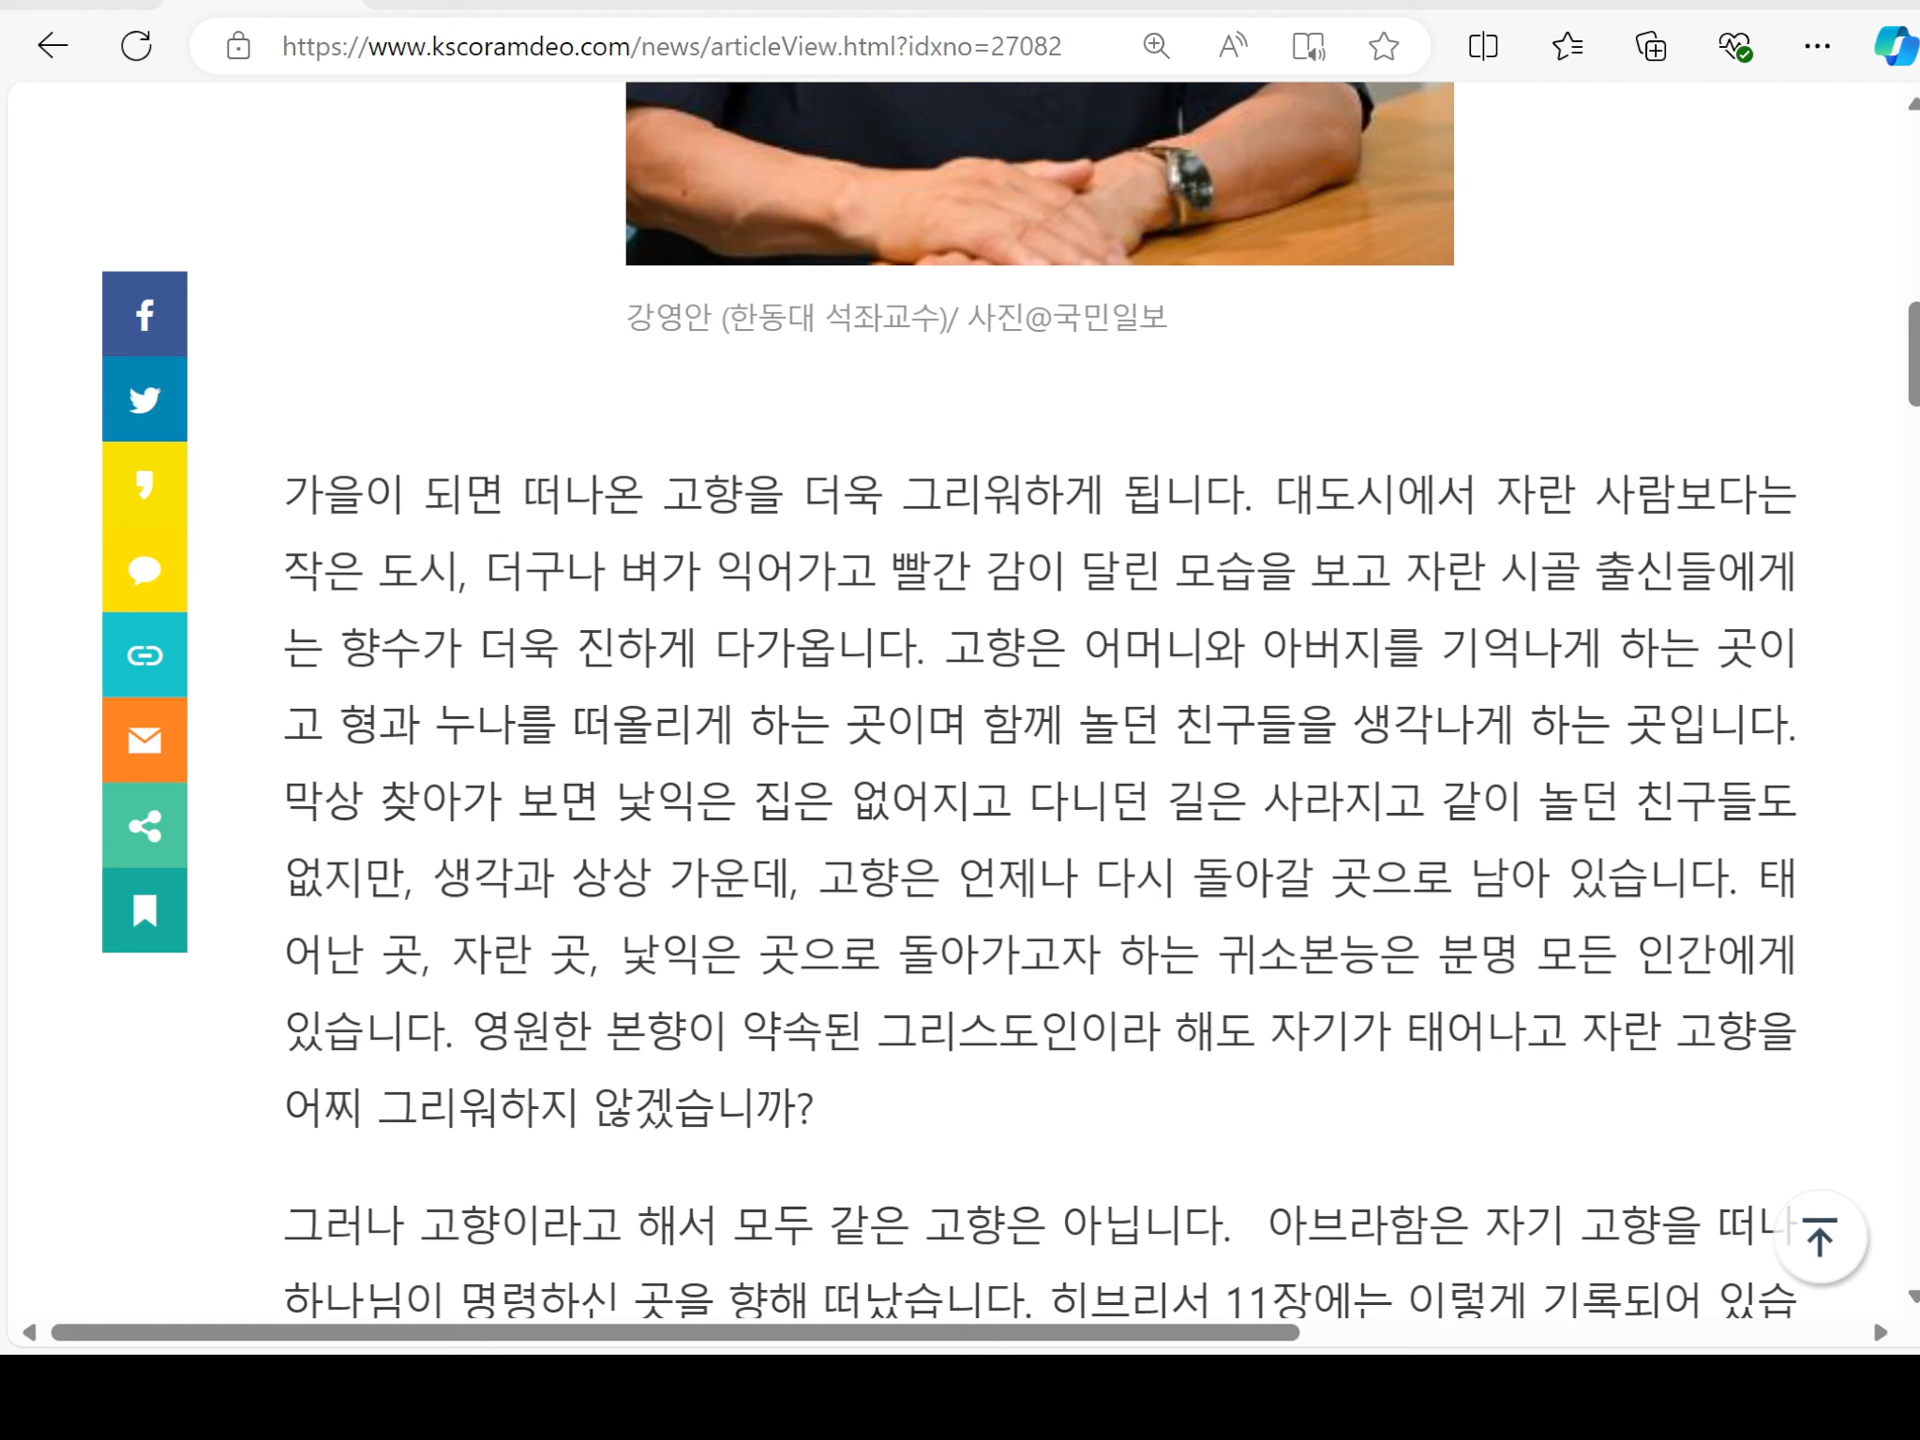 https://www.kscoramdeo.com/news/articleView.html?idxno=27082
강영안 (한동대 석좌교수)/ 사진@국민일보
가을이 되면 떠나온 고향을 더욱 그리워하게 됩니다. 대도시에서 자란 사람보다는
작은 도시, 더구나 벼가 익어가고 빨간 감이 달린 모습을 보고 자란 시골 출신들에게
는 향수가 더욱 진하게 다가옵니다. 고향은 어머니와 아버지를 기억나게 하는 곳이
고 형과 누나를 떠올리게 하는 곳이며 함께 놀던 친구들을 생각나게 하는 곳입니다.
막상 찾아가 보면 낯익은 집은 없어지고 다니던 길은 사라지고 같이 놀던 친구들도
없지만, 생각과 상상 가운데, 고향은 언제나 다시 돌아갈 곳으로 남아 있습니다. 태
어난 곳, 자란 곳, 낯익은 곳으로 돌아가고자 하는 귀소본능은 분명 모든 인간에게
있습니다. 영원한 본향이 약속된 그리스도인이라 해도 자기가 태어나고 자란 고향을
어찌 그리워하지 않겠습니까?
그러나 고향이라고 해서 모두 같은 고향은 아닙니다. 아브라함은 자기 고향을 떠나
하나님이 명령하신 곳을 향해 떠났습니다. 히브리서 11장에는 이렇게 기록되어 있습